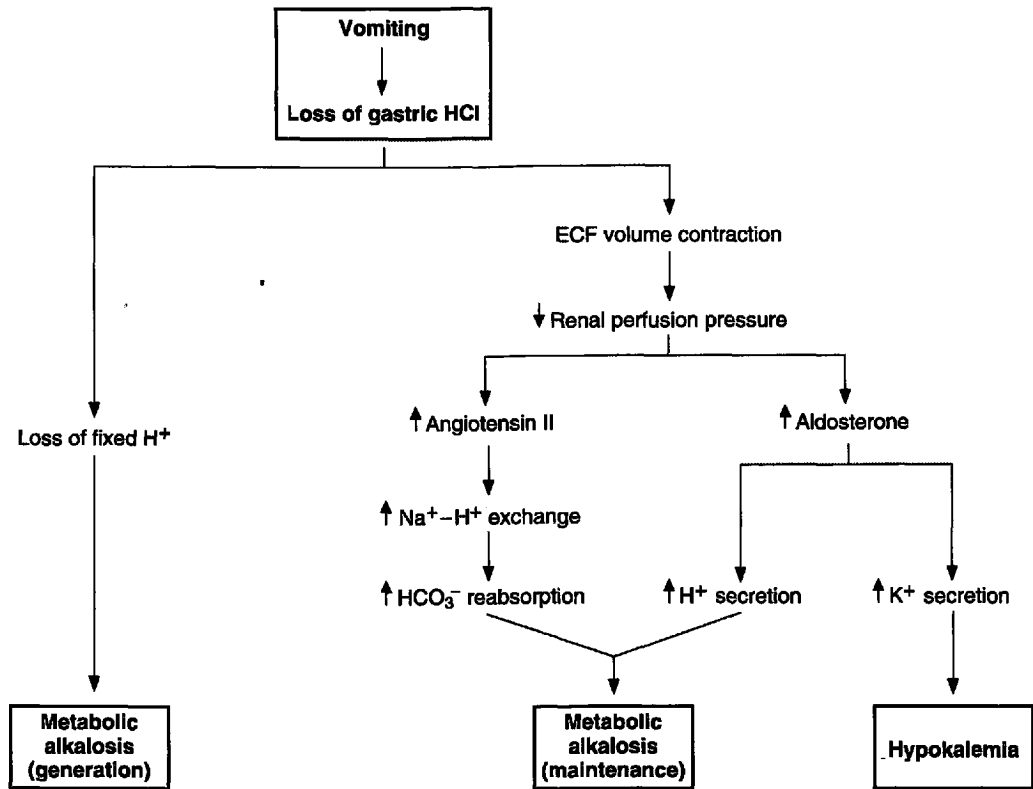 Vomiting
Loss of gastric HCl
ECF volume contraction
↓ Renal perfusion pressure
↑ Angiotensin II
↑ Aldosterone
Loss of fixed H⁺
↑ Na⁺–H⁺ exchange
↑ HCO₃⁻ reabsorption
↑ H⁺ secretion
↑ K⁺ secretion
Metabolic
alkalosis
(generation)
Metabolic
alkalosis
(maintenance)
Hypokalemia